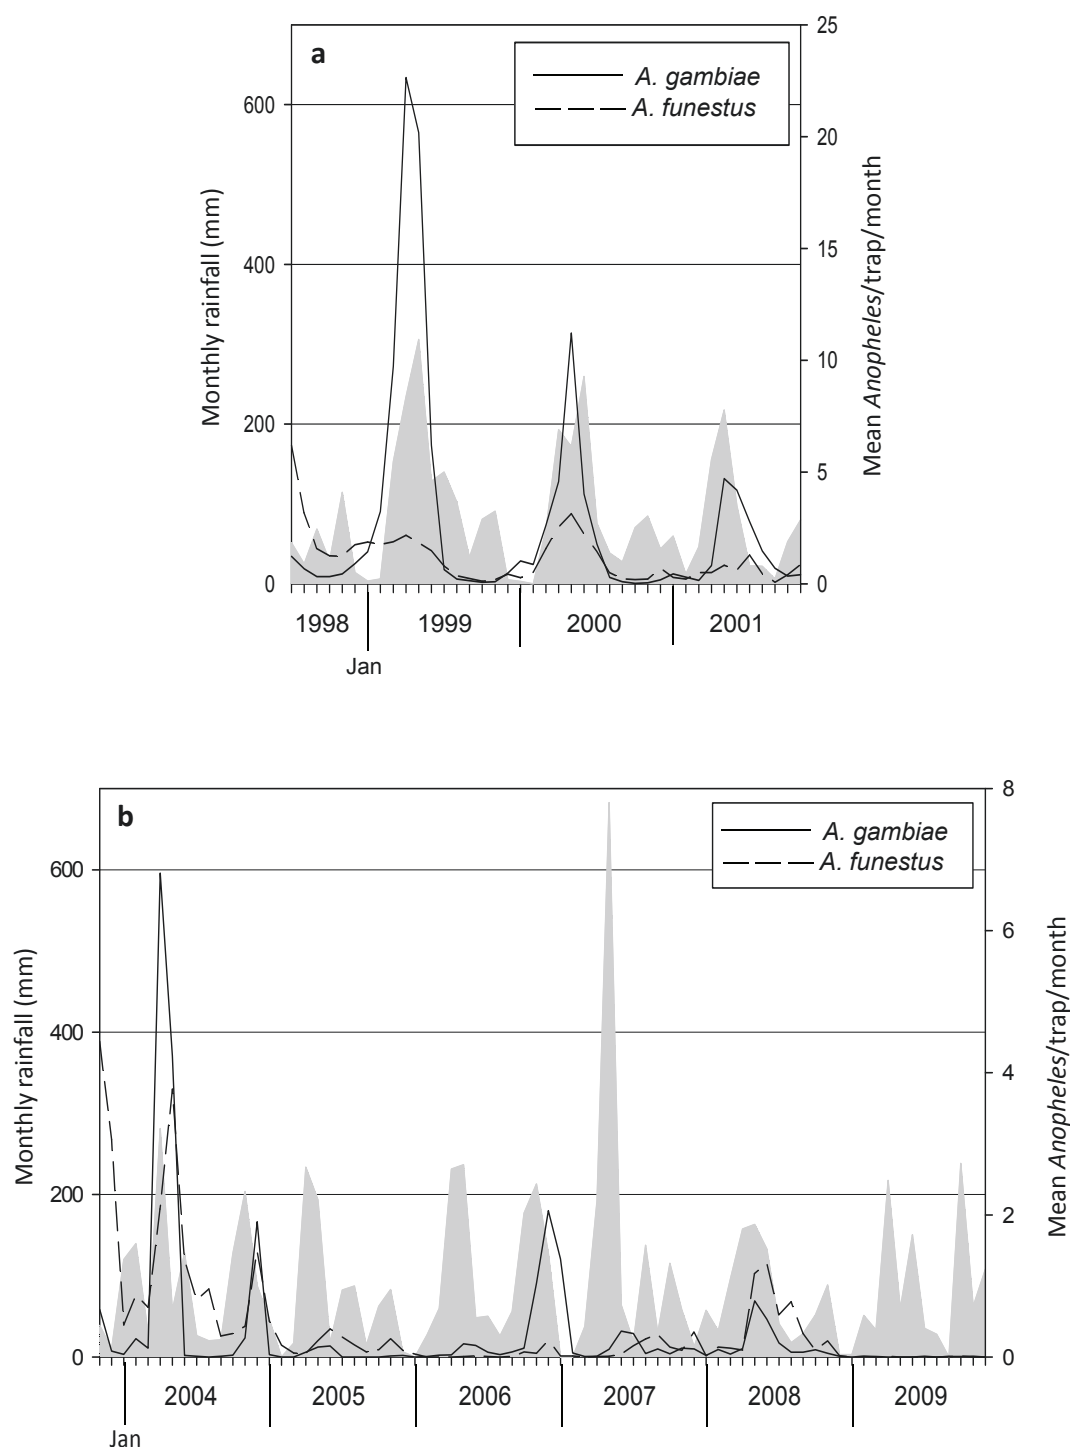 a
A. gambiae
A. funestus
Monthly rainfall (mm)
600
400
200
0
25
20
15
10
5
0
Mean Anopheles/trap/month
1998
1999
2000
2001
Jan
b
A. gambiae
A. funestus
Monthly rainfall (mm)
600
400
200
0
8
6
4
2
0
Mean Anopheles/trap/month
2004
2005
2006
2007
2008
2009
Jan